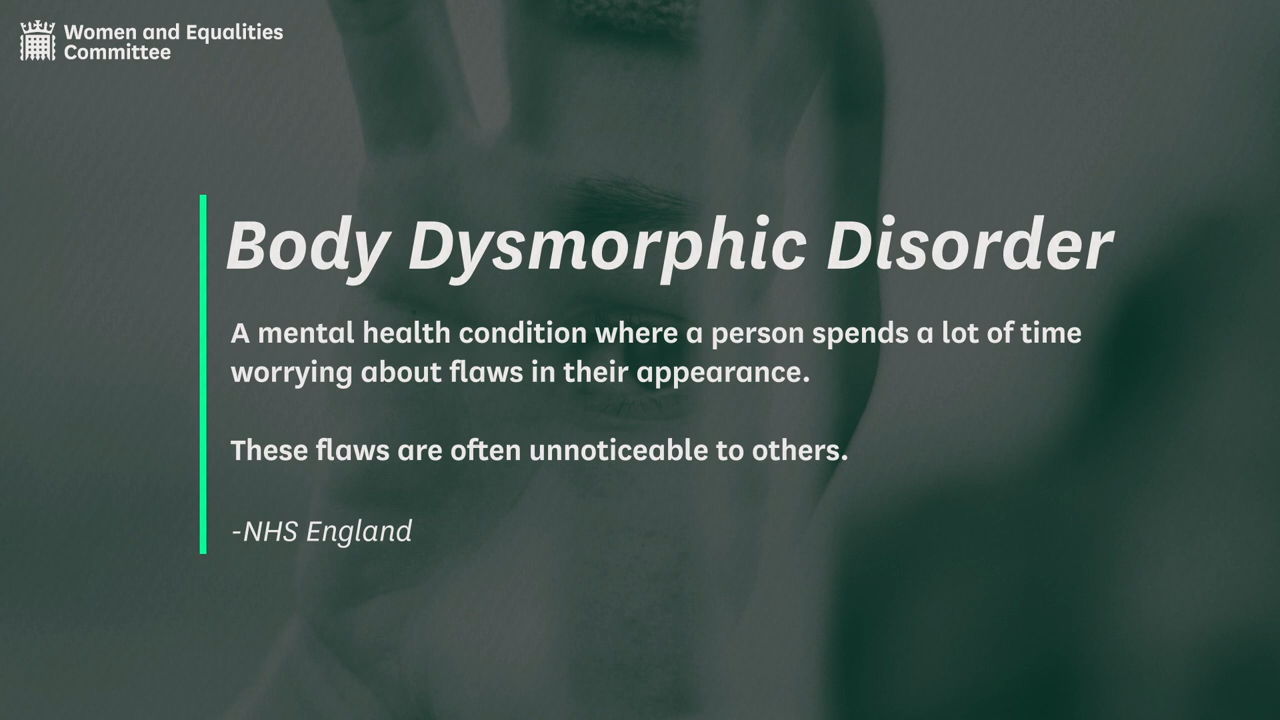 Women and Equalities
Committee
Body Dysmorphic Disorder
A mental health condition where a person spends a lot of time
worrying about flaws in their appearance.
These flaws are often unnoticeable to others.
-NHS England